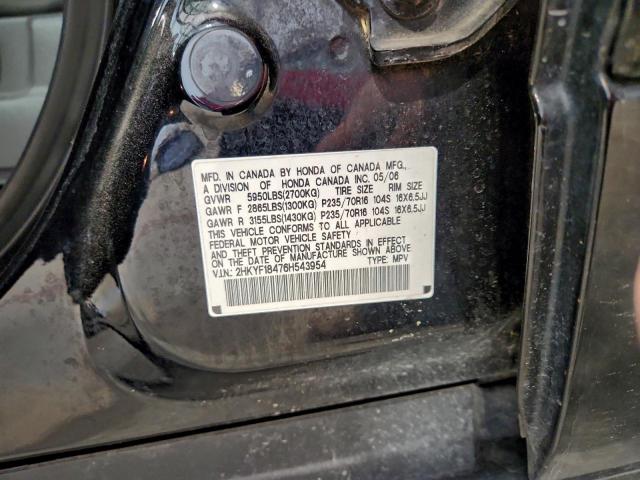 MFD. IN CANADA BY HONDA OF CANADA MFG.,
A DIVISION OF HONDA CANADA INC. 05/06
GVWR 5950LBS(2700KG) TIRE SIZE RIM SIZE
GAWR F 2865LBS(1300KG) P235/70R16 104S 16X6.5JJ
GAWR R 3155LBS(1430KG) P235/70R16 104S 16X6.5JJ
THIS VEHICLE CONFORMS TO ALL APPLICABLE
FEDERAL MOTOR VEHICLE SAFETY
AND THEFT PREVENTION STANDARDS IN EFFECT
ON THE DATE OF MANUFACTURE SHOWN ABOVE.
V.I.N: 2HKYF18476H543954 TYPE: MPV